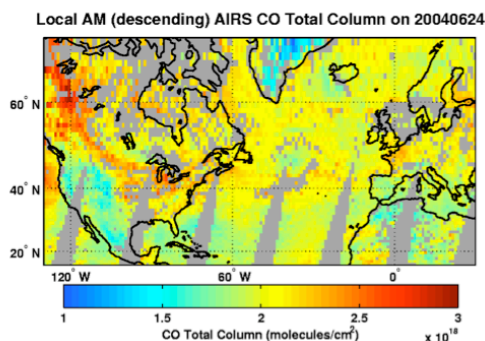 Local AM (descending) AIRS CO Total Column on 20040624
60° N
40° N
20° N
120° W
60° W
0°
1
1.5
2
2.5
3
CO Total Column (molecules/cm²)
x 10¹⁸